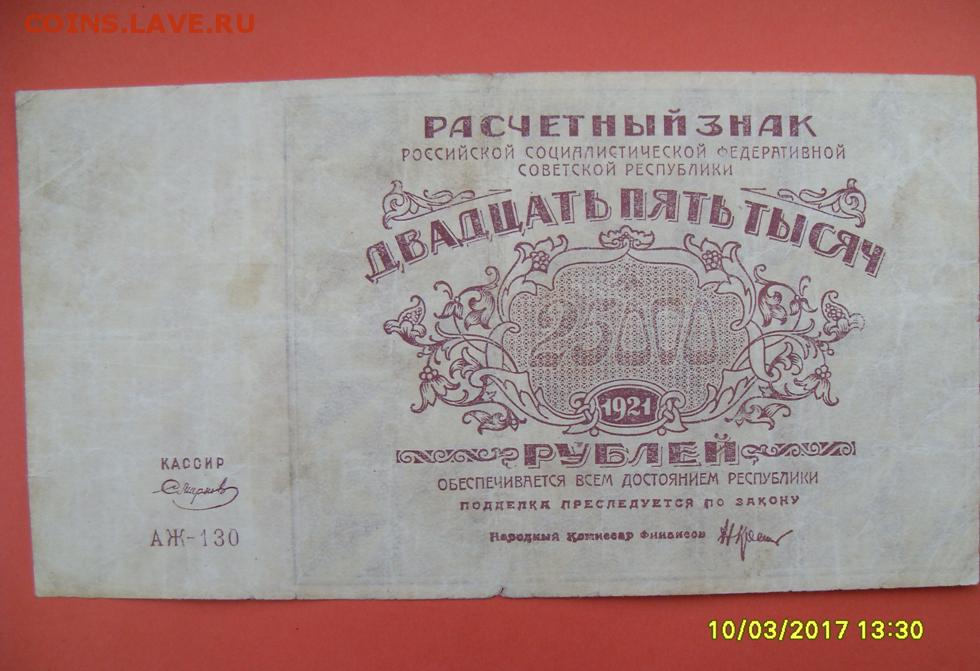 COINS.LAVE.RU
РАСЧЕТНЫЙ ЗНАК
РОССИЙСКОЙ СОЦИАЛИСТИЧЕСКОЙ ФЕДЕРАТИВНОЙ
СОВЕТСКОЙ РЕСПУБЛИКИ
ДВАДЦАТЬ ПЯТЬ ТЫСЯЧ
25000
1921
РУБЛЕЙ
ОБЕСПЕЧИВАЕТСЯ ВСЕМ ДОСТОЯНИЕМ РЕСПУБЛИКИ
ПОДДЕЛКА ПРЕСЛЕДУЕТСЯ ПО ЗАКОНУ
Народный Комиссар Финансов
КАССИР
АЖ-130
10/03/2017 13:30